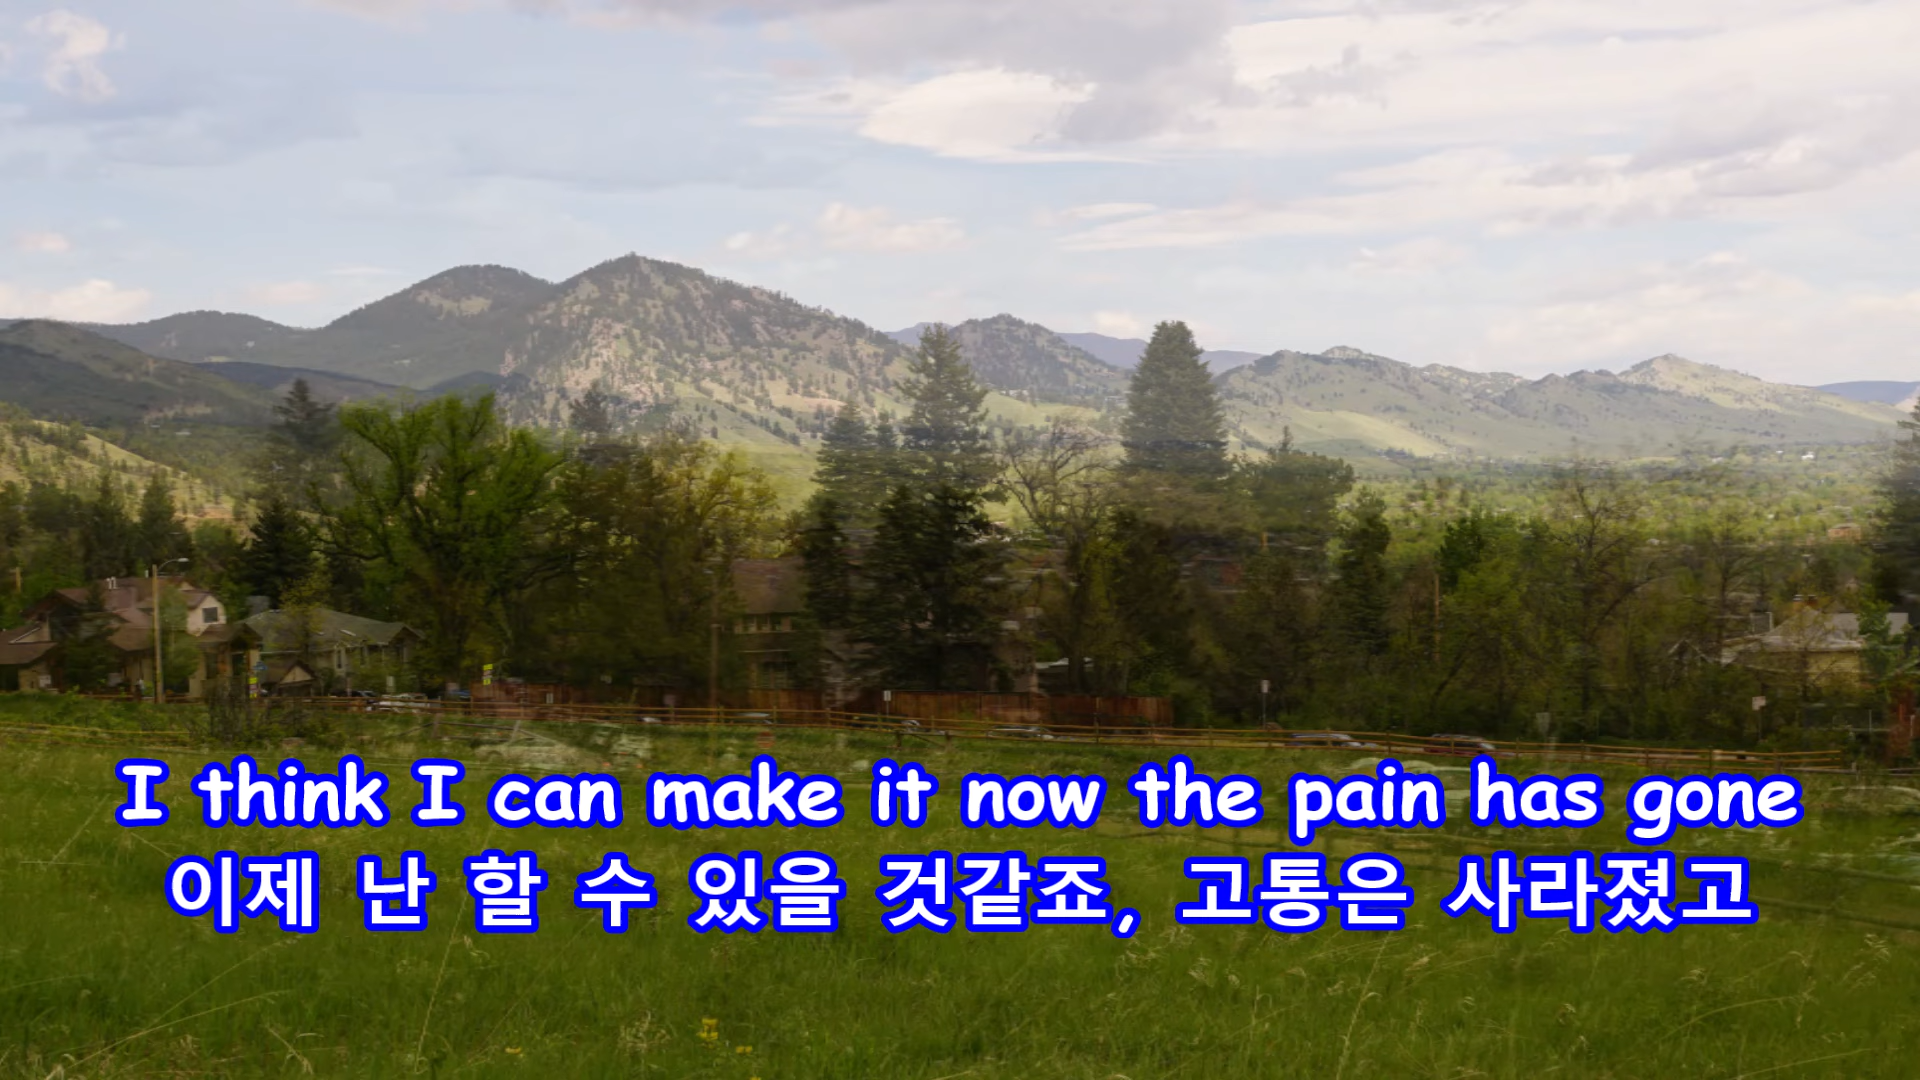 I think I can make it now the pain has gone
이제 난 할 수 있을 것같죠, 고통은 사라졌고